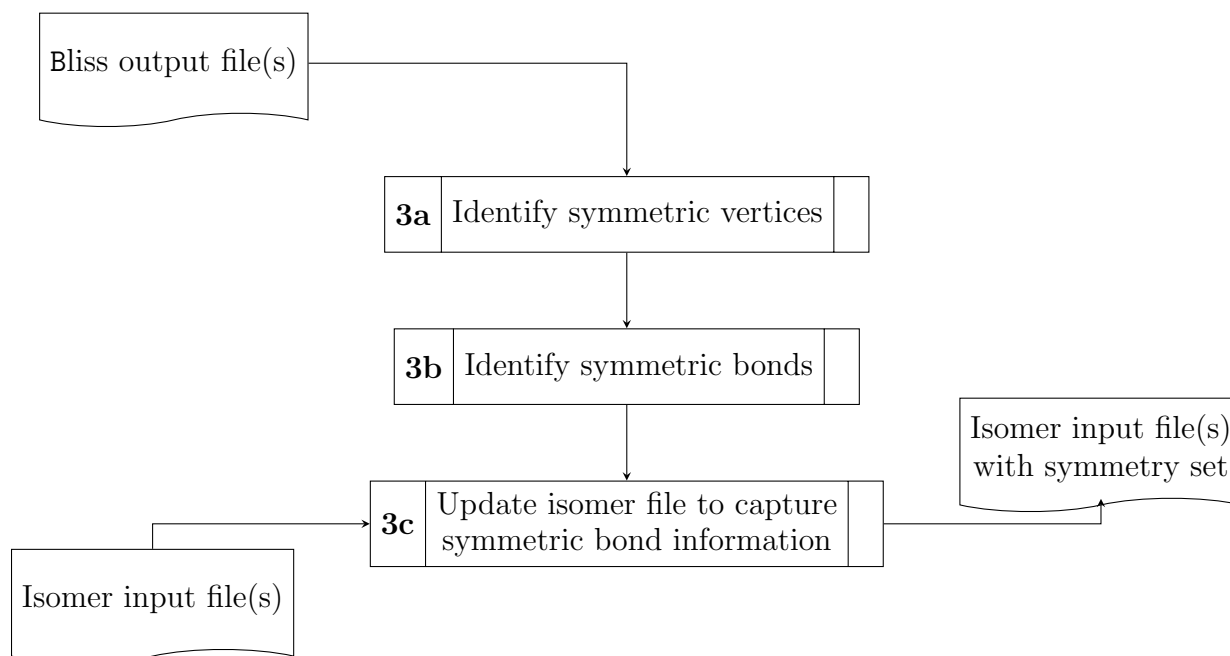 Bliss output file(s)
3a Identify symmetric vertices
3b Identify symmetric bonds
Isomer input file(s)
with symmetry set
3c Update isomer file to capture
symmetric bond information
Isomer input file(s)